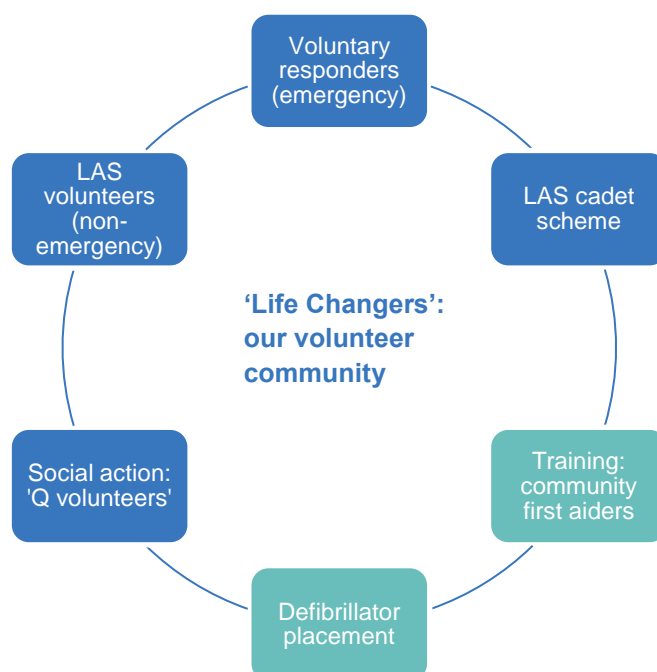 Voluntary
responders
(emergency)
LAS
volunteers
(non-
emergency)
LAS cadet
scheme
‘Life Changers’:
our volunteer
community
Social action:
'Q volunteers'
Training:
community
first aiders
Defibrillator
placement